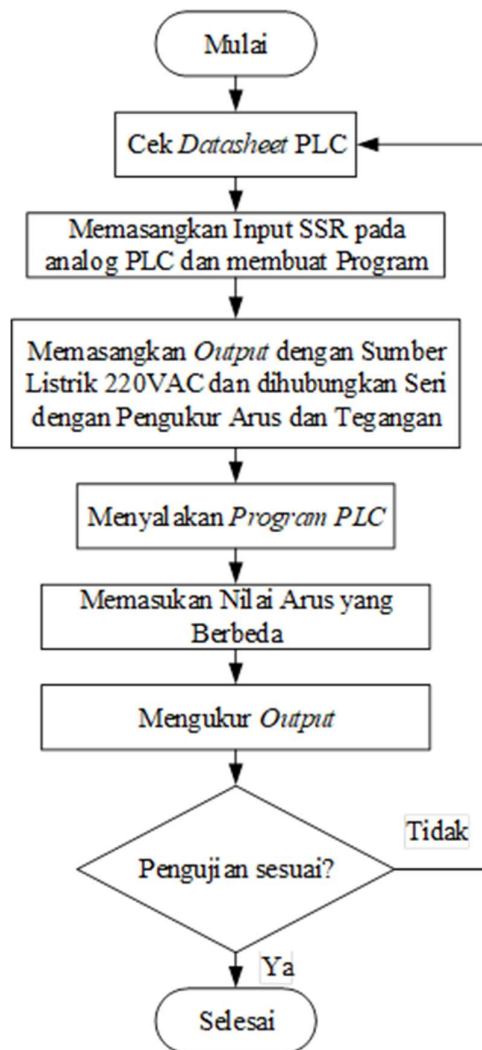 Mulai
Cek Datasheet PLC
Memasangkan Input SSR pada
analog PLC dan membuat Program
Memasangkan Output dengan Sumber
Listrik 220VAC dan dihubungkan Seri
dengan Pengukur Arus dan Tegangan
Menyalakan Program PLC
Memasukan Nilai Arus yang
Berbeda
Mengukur Output
Pengujian sesuai?
Tidak
Ya
Selesai